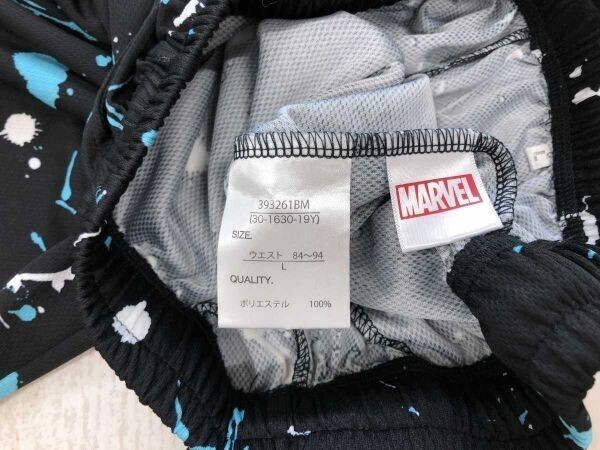 393261BM
(30-1630-19Y)
SIZE.
ウエスト 84〜94
L
QUALITY.
ポリエステル 100%
MARVEL
L